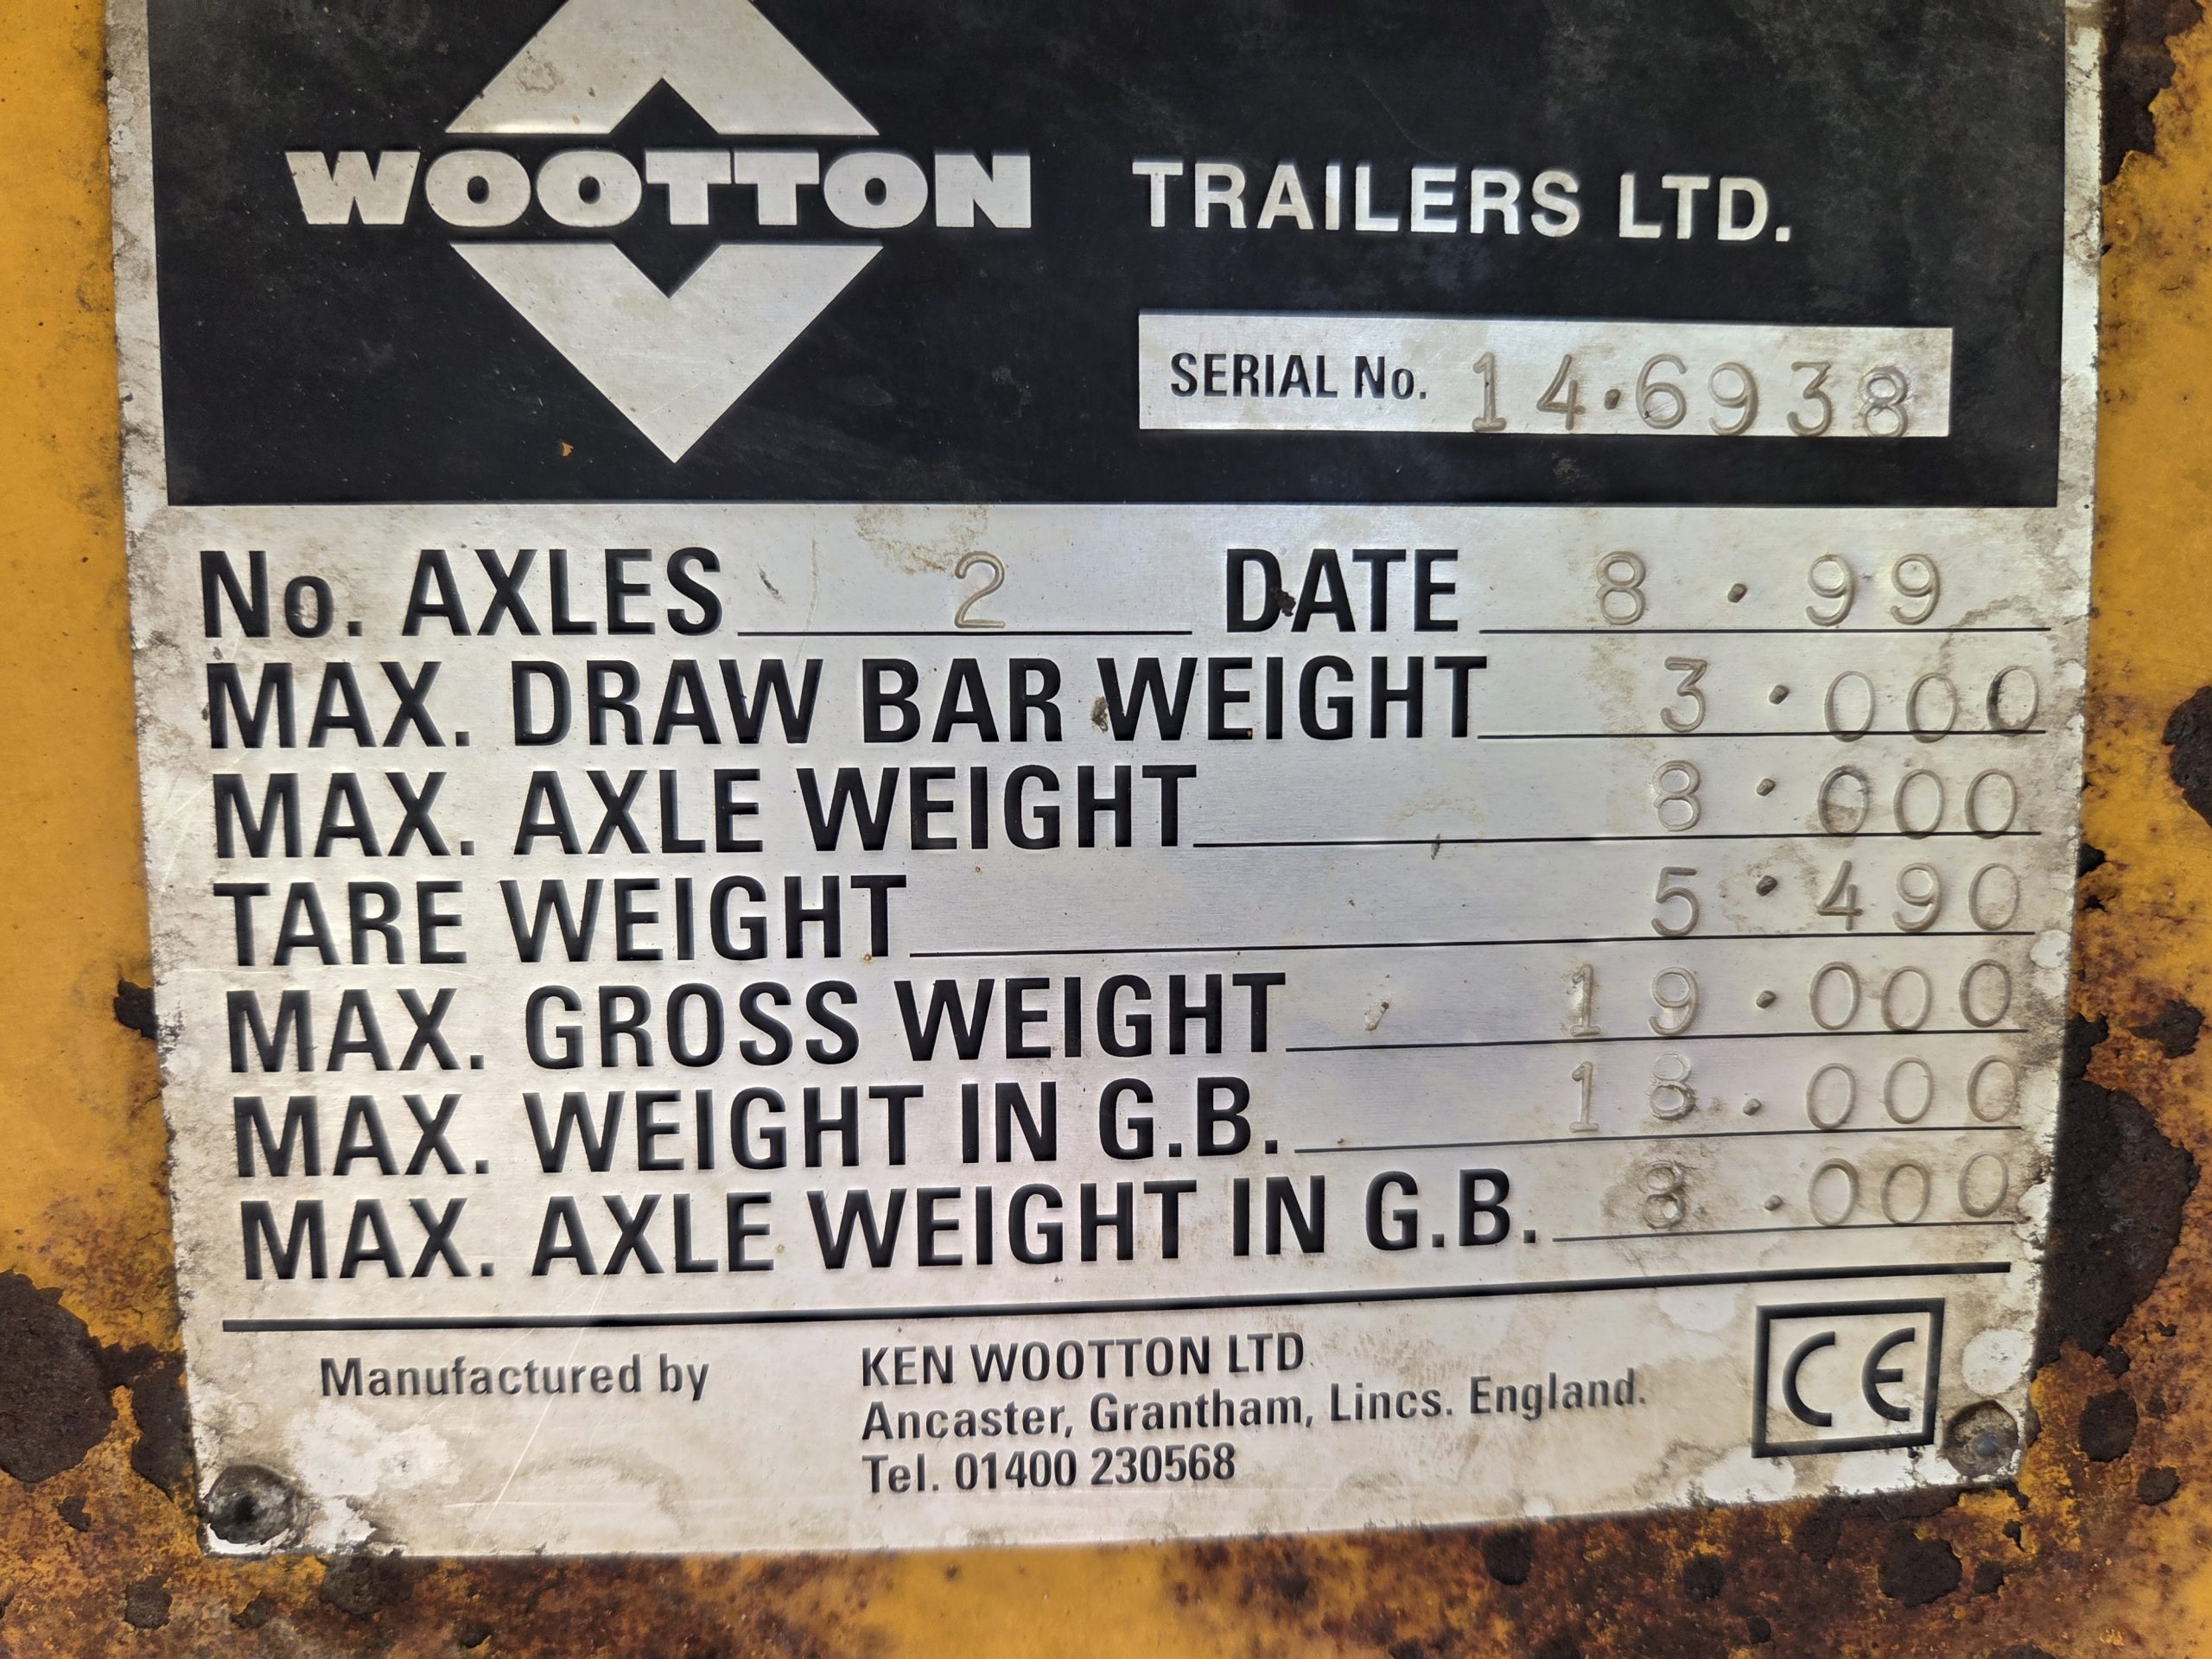 WOOTTON TRAILERS LTD.
SERIAL No. 14·6938
No. AXLES 2 DATE 8·99
MAX. DRAW BAR WEIGHT 3·000
MAX. AXLE WEIGHT 8·000
TARE WEIGHT 5·490
MAX. GROSS WEIGHT 19·000
MAX. WEIGHT IN G.B. 18·000
MAX. AXLE WEIGHT IN G.B. 8·000
Manufactured by KEN WOOTTON LTD
Ancaster, Grantham, Lincs. England.
Tel. 01400 230568
CE